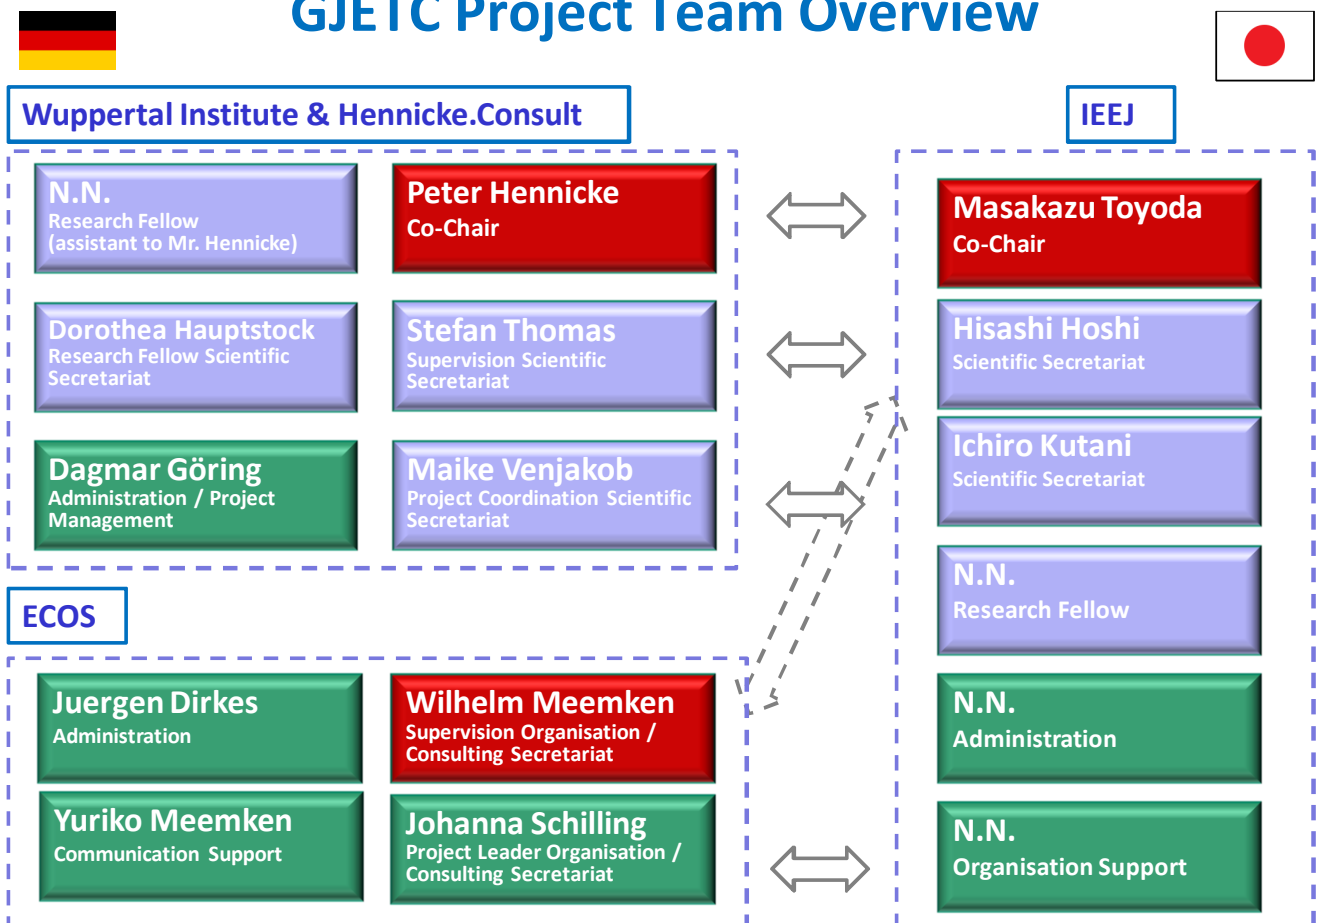 GJETC Project Team Overview
Wuppertal Institute & Hennicke.Consult
N.N.
Research Fellow
(assistant to Mr. Hennicke)
Peter Hennicke
Co-Chair
Dorothea Hauptstock
Research Fellow Scientific
Secretariat
Stefan Thomas
Supervision Scientific
Secretariat
Dagmar Göring
Administration / Project
Management
Maike Venjakob
Project Coordination Scientific
Secretariat
ECOS
Juergen Dirkes
Administration
Wilhelm Meemken
Supervision Organisation /
Consulting Secretariat
Yuriko Meemken
Communication Support
Johanna Schilling
Project Leader Organisation /
Consulting Secretariat
IEEJ
Masakazu Toyoda
Co-Chair
Hisashi Hoshi
Scientific Secretariat
Ichiro Kutani
Scientific Secretariat
N.N.
Research Fellow
N.N.
Administration
N.N.
Organisation Support